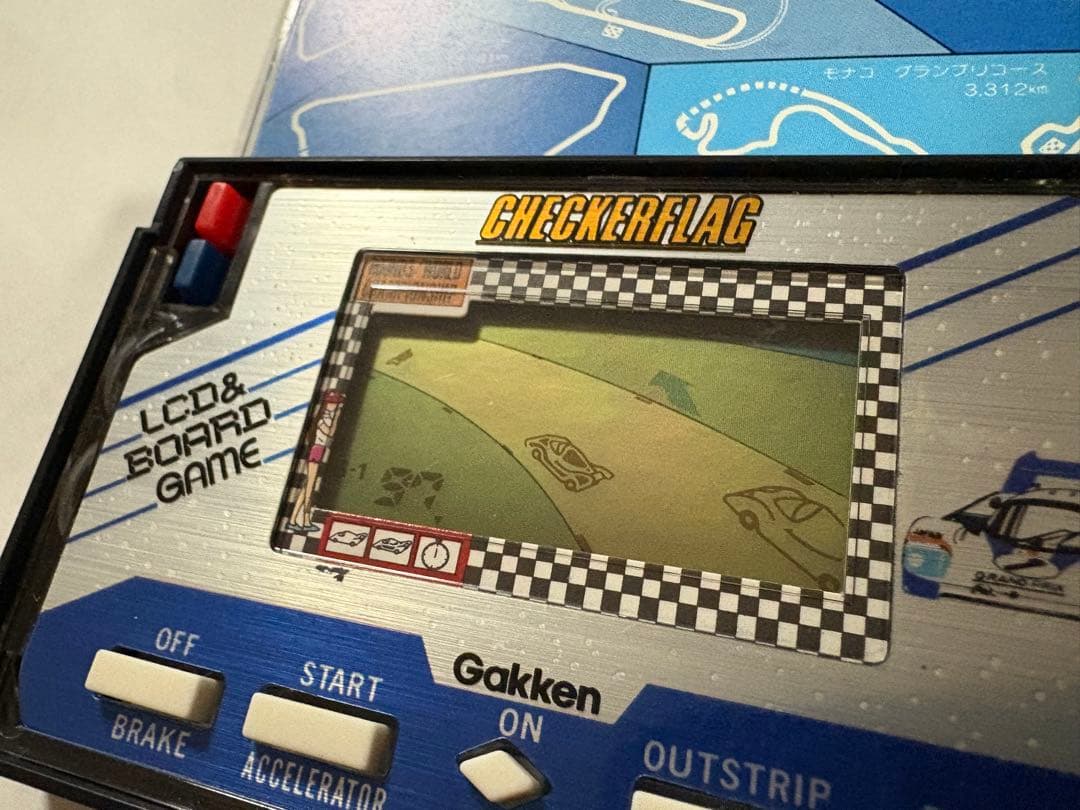 モナコ グランプリコース
3.312km
CHECKERFLAG
LCD&
BOARD
GAME
-1
Gakken
OFF
START
ON
BRAKE
ACCELERATOR
OUTSTRIP